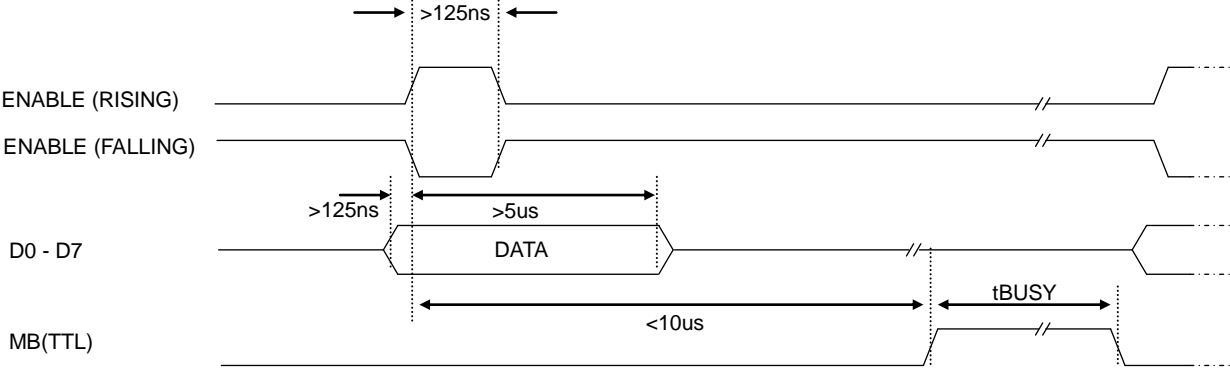 >125ns
ENABLE (RISING)
ENABLE (FALLING)
>125ns
>5us
D0 - D7
DATA
tBUSY
<10us
MB(TTL)